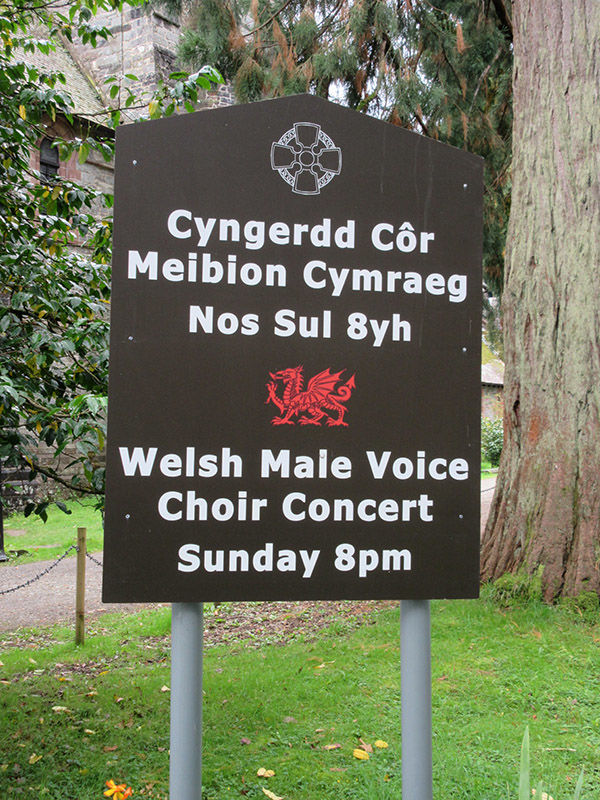 Cyngerdd Côr
Meibion Cymraeg
Nos Sul 8yh
Welsh Male Voice
Choir Concert
Sunday 8pm